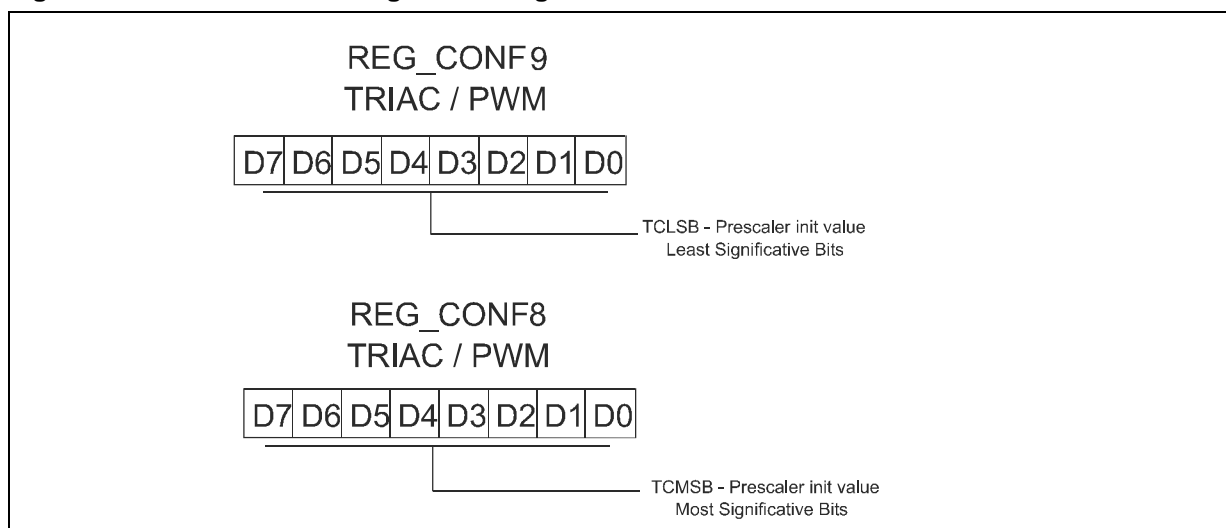 REG_CONF9
TRIAC / PWM
D7 D6 D5 D4 D3 D2 D1 D0
TCLSB - Prescaler init value
Least Significative Bits
REG_CONF8
TRIAC / PWM
D7 D6 D5 D4 D3 D2 D1 D0
TCMSB - Prescaler init value
Most Significative Bits